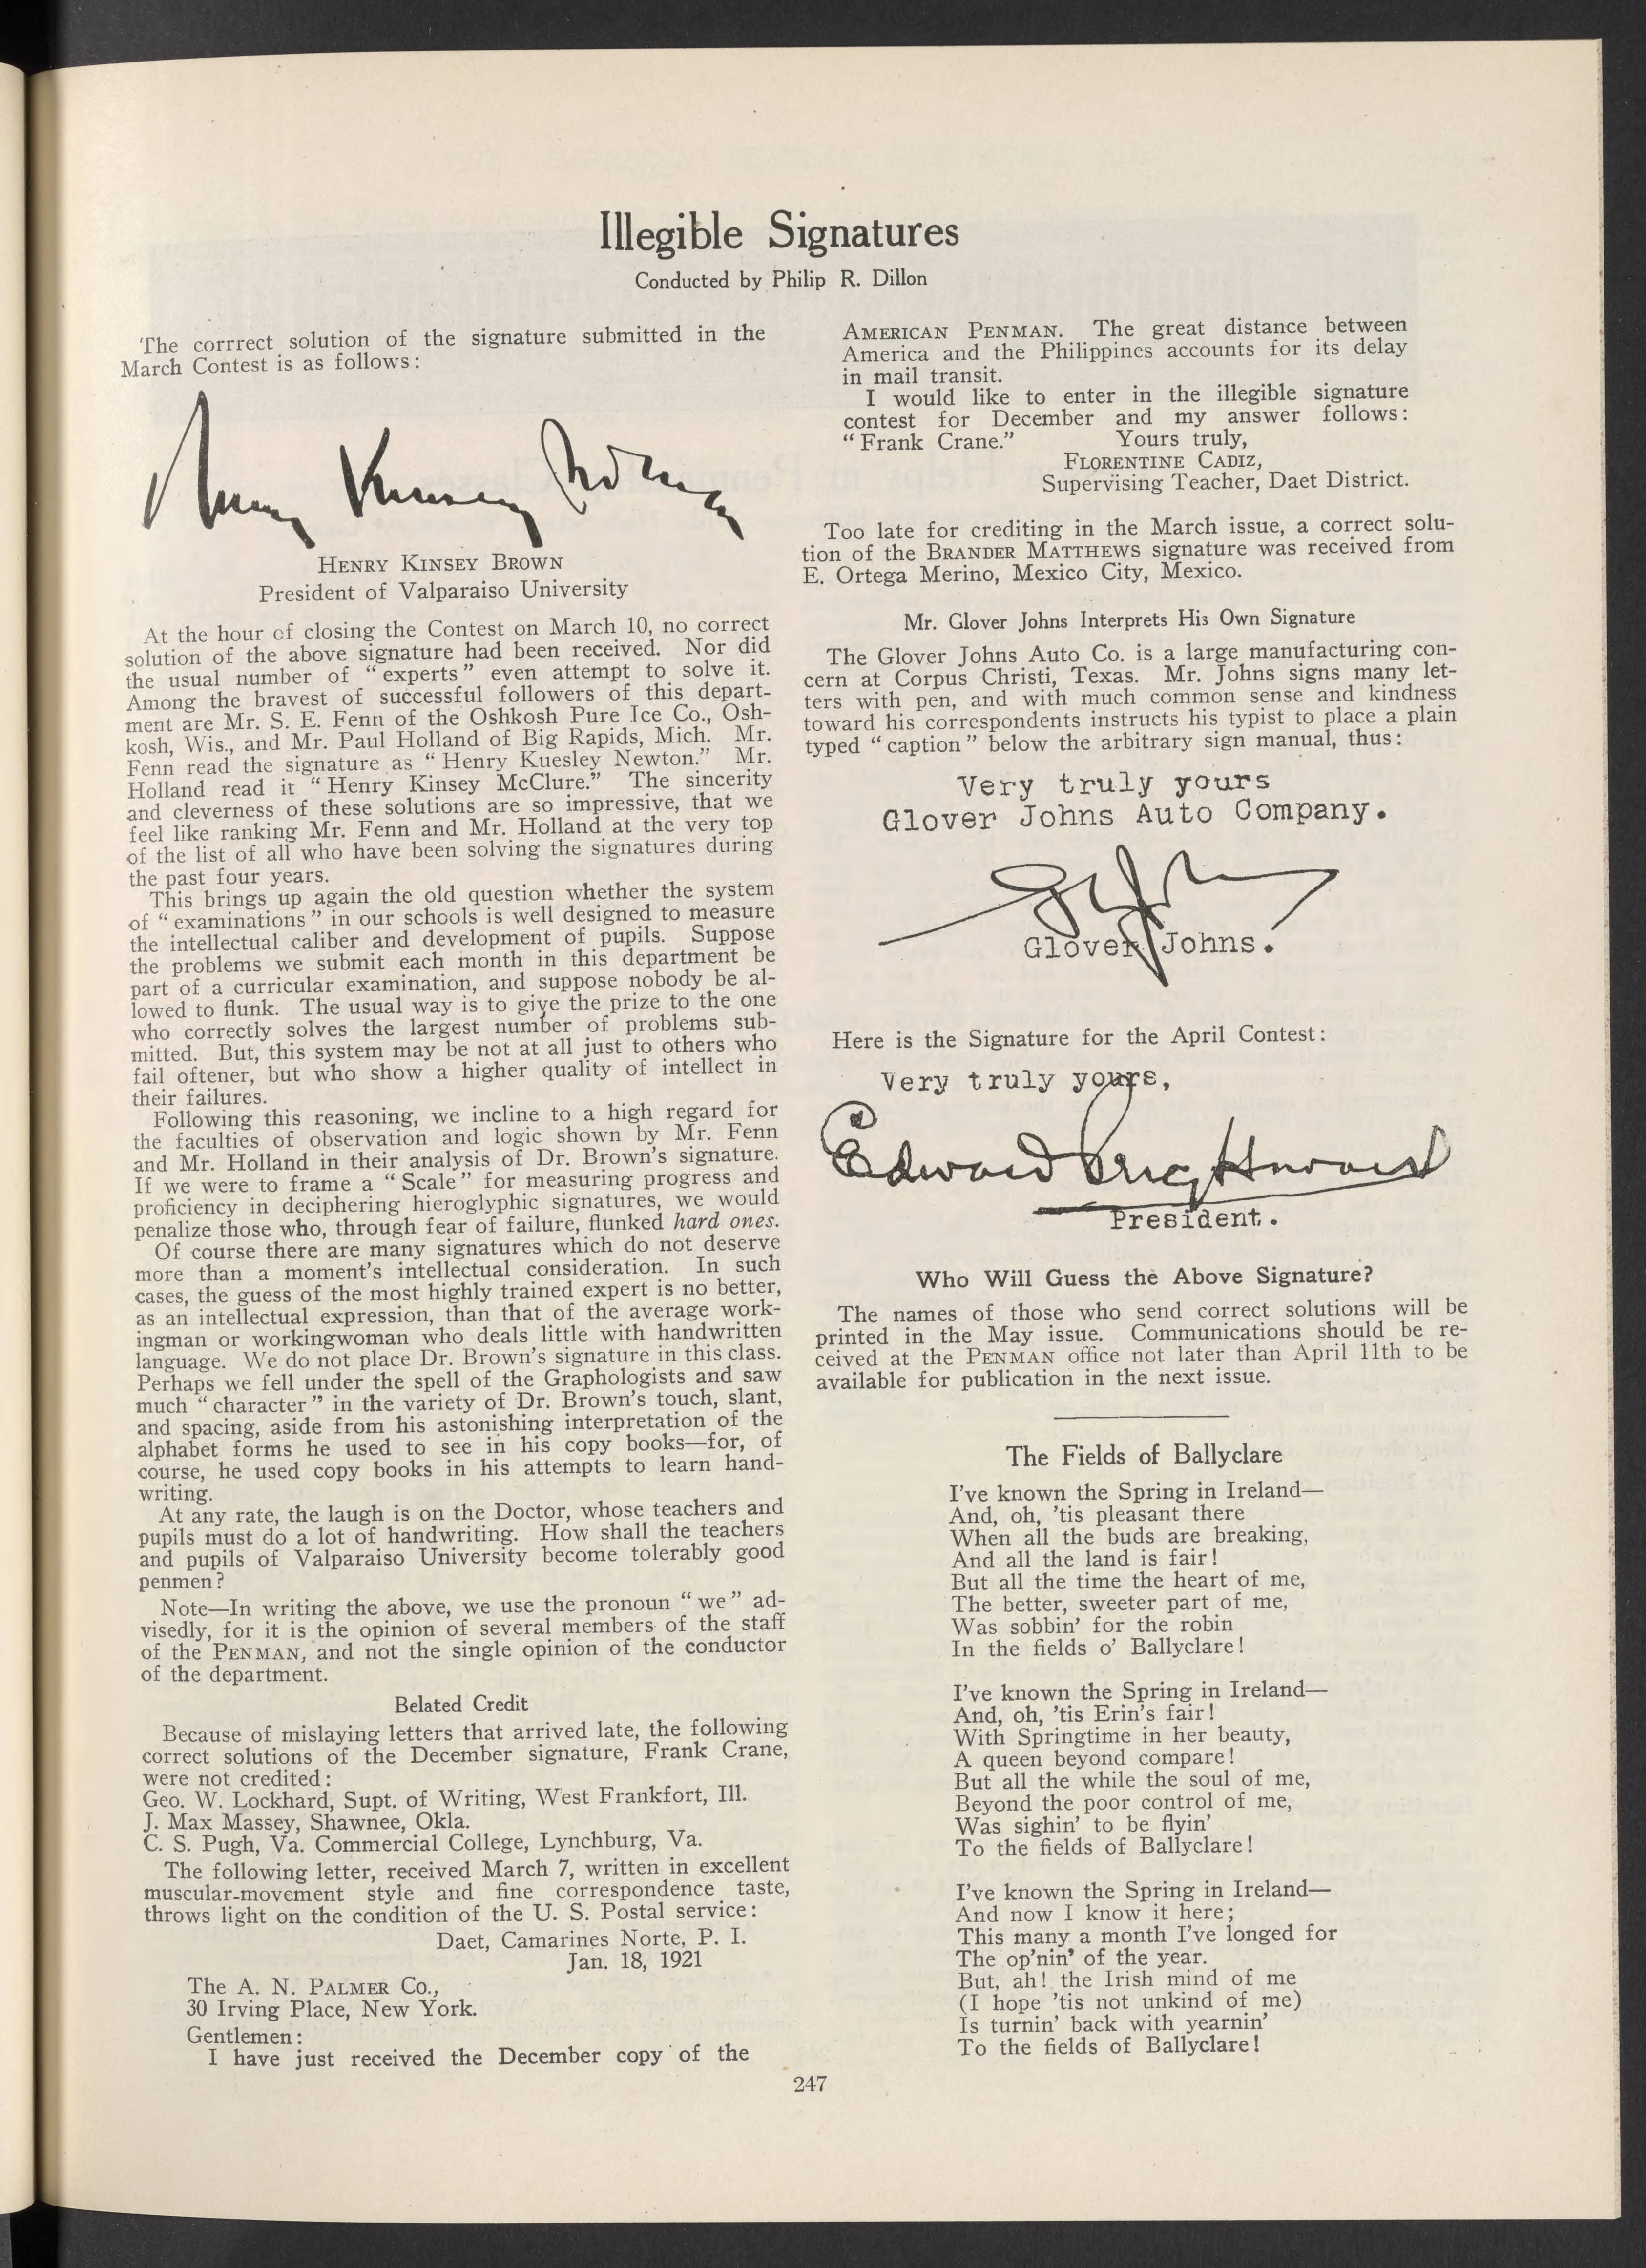 Illegible Signatures
Conducted by Philip R. Dillon
The corrrect solution of the signature submitted in the
March Contest is as follows:
Henry Kinsey Brown
HENRY KINSEY BROWN
President of Valparaiso University
At the hour of closing the Contest on March 10, no correct
solution of the above signature had been received. Nor did
the usual number of “experts” even attempt to solve it.
Among the bravest of successful followers of this depart-
ment are Mr. S. E. Fenn of the Oshkosh Pure Ice Co., Osh-
kosh, Wis., and Mr. Paul Holland of Big Rapids, Mich. Mr.
Fenn read the signature as “Henry Kuesley Newton.” Mr.
Holland read it “Henry Kinsey McClure.” The sincerity
and cleverness of these solutions are so impressive, that we
feel like ranking Mr. Fenn and Mr. Holland at the very top
of the list of all who have been solving the signatures during
the past four years.
This brings up again the old question whether the system
of “examinations” in our schools is well designed to measure
the intellectual caliber and development of pupils. Suppose
the problems we submit each month in this department be
part of a curricular examination, and suppose nobody be al-
lowed to flunk. The usual way is to give the prize to the one
who correctly solves the largest number of problems sub-
mitted. But, this system may be not at all just to others who
fail oftener, but who show a higher quality of intellect in
their failures.
Following this reasoning, we incline to a high regard for
the faculties of observation and logic shown by Mr. Fenn
and Mr. Holland in their analysis of Dr. Brown's signature.
If we were to frame a “Scale” for measuring progress and
proficiency in deciphering hieroglyphic signatures, we would
penalize those who, through fear of failure, flunked hard ones.
Of course there are many signatures which do not deserve
more than a moment's intellectual consideration. In such
cases, the guess of the most highly trained expert is no better,
as an intellectual expression, than that of the average work-
ingman or workingwoman who deals little with handwritten
language. We do not place Dr. Brown's signature in this class.
Perhaps we fell under the spell of the Graphologists and saw
much “character” in the variety of Dr. Brown's touch, slant,
and spacing, aside from his astonishing interpretation of the
alphabet forms he used to see in his copy books—for, of
course, he used copy books in his attempts to learn hand-
writing.
At any rate, the laugh is on the Doctor, whose teachers and
pupils must do a lot of handwriting. How shall the teachers
and pupils of Valparaiso University become tolerably good
penmen?
Note—In writing the above, we use the pronoun “we” ad-
visedly, for it is the opinion of several members of the staff
of the PENMAN, and not the single opinion of the conductor
of the department.
Belated Credit
Because of mislaying letters that arrived late, the following
correct solutions of the December signature, Frank Crane,
were not credited:
Geo. W. Lockhard, Supt. of Writing, West Frankfort, Ill.
J. Max Massey, Shawnee, Okla.
C. S. Pugh, Va. Commercial College, Lynchburg, Va.
The following letter, received March 7, written in excellent
muscular-movement style and fine correspondence taste,
throws light on the condition of the U. S. Postal service:
Daet, Camarines Norte, P. I.
Jan. 18, 1921
The A. N. PALMER Co.,
30 Irving Place, New York.
Gentlemen:
I have just received the December copy of the
AMERICAN PENMAN. The great distance between
America and the Philippines accounts for its delay
in mail transit.
I would like to enter in the illegible signature
contest for December and my answer follows:
“Frank Crane.” Yours truly,
FLORENTINE CADIZ,
Supervising Teacher, Daet District.
Too late for crediting in the March issue, a correct solu-
tion of the BRANDER MATTHEWS signature was received from
E. Ortega Merino, Mexico City, Mexico.
Mr. Glover Johns Interprets His Own Signature
The Glover Johns Auto Co. is a large manufacturing con-
cern at Corpus Christi, Texas. Mr. Johns signs many let-
ters with pen, and with much common sense and kindness
toward his correspondents instructs his typist to place a plain
typed “caption” below the arbitrary sign manual, thus:
Very truly yours
Glover Johns Auto Company.
Glover Johns.
Here is the Signature for the April Contest:
Very truly yours,
Edward
President.
Who Will Guess the Above Signature?
The names of those who send correct solutions will be
printed in the May issue. Communications should be re-
ceived at the PENMAN office not later than April 11th to be
available for publication in the next issue.
The Fields of Ballyclare
I've known the Spring in Ireland—
And, oh, 'tis pleasant there
When all the buds are breaking,
And all the land is fair!
But all the time the heart of me,
The better, sweeter part of me,
Was sobbin' for the robin
In the fields o' Ballyclare!
I've known the Spring in Ireland—
And, oh, 'tis Erin's fair!
With Springtime in her beauty,
A queen beyond compare!
But all the while the soul of me,
Beyond the poor control of me,
Was sighin' to be flyin'
To the fields of Ballyclare!
I've known the Spring in Ireland—
And now I know it here;
This many a month I've longed for
The op'nin' of the year.
But, ah! the Irish mind of me
(I hope 'tis not unkind of me)
Is turnin' back with yearnin'
To the fields of Ballyclare!
247